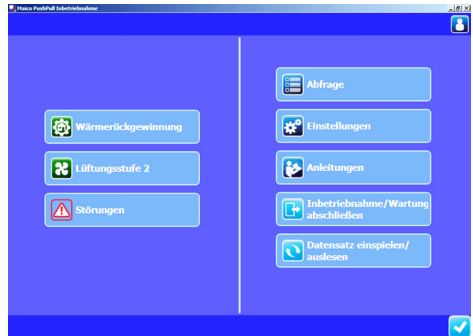 Maico PushPull Inbetriebnahme
Wärmerückgewinnung
Lüftungsstufe 2
Störungen
Abfrage
Einstellungen
Anleitungen
Inbetriebnahme/Wartung
abschließen
Datensatz einspielen/
auslesen